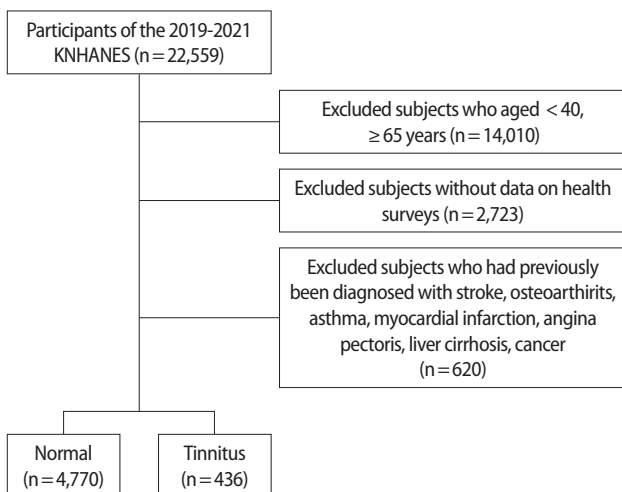 Participants of the 2019-2021
KNHANES (n=22,559)
Excluded subjects who aged <40,
≥65 years (n=14,010)
Excluded subjects without data on health
surveys (n=2,723)
Excluded subjects who had previously
been diagnosed with stroke, osteoarthirits,
asthma, myocardial infarction, angina
pectoris, liver cirrhosis, cancer
(n=620)
Normal
(n=4,770)
Tinnitus
(n=436)